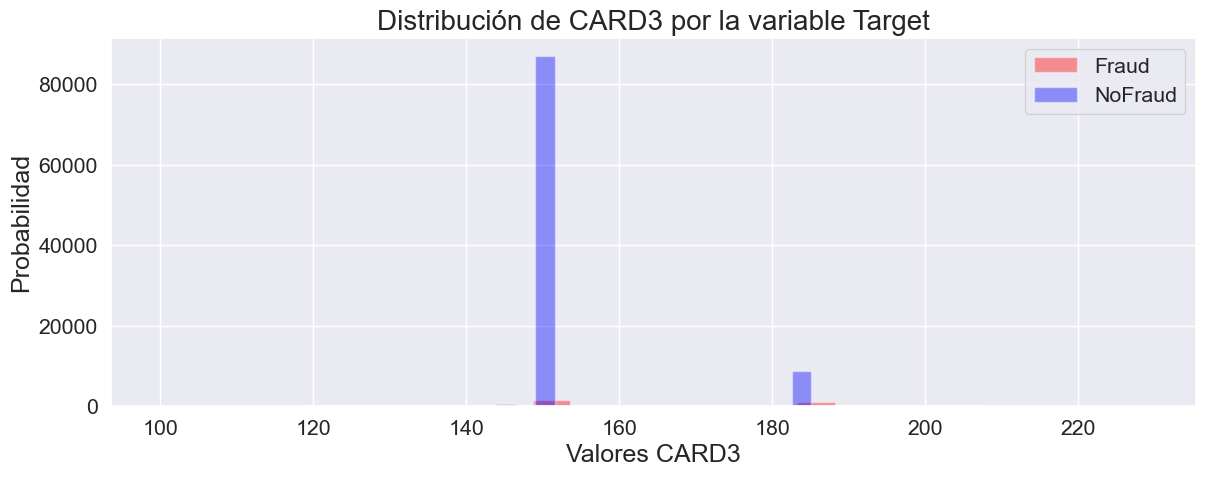 Distribución de CARD3 por la variable Target
Fraud
NoFraud
Probabilidad
80000
60000
40000
20000
0
100 120 140 160 180 200 220
Valores CARD3